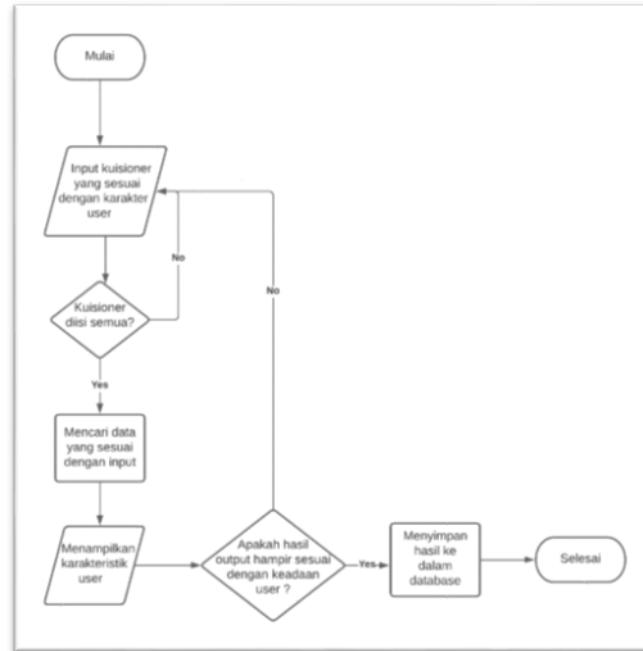 Mulai
Input kuisioner
yang sesuai
dengan karakter
user
No
Kuisioner
diisi semua?
No
Yes
Mencari data
yang sesuai
dengan input
Menampilkan
karakteristik
user
Apakah hasil
output hampir sesuai
dengan keadaan
user ?
Yes
Menyimpan
hasil ke
dalam
database
Selesai